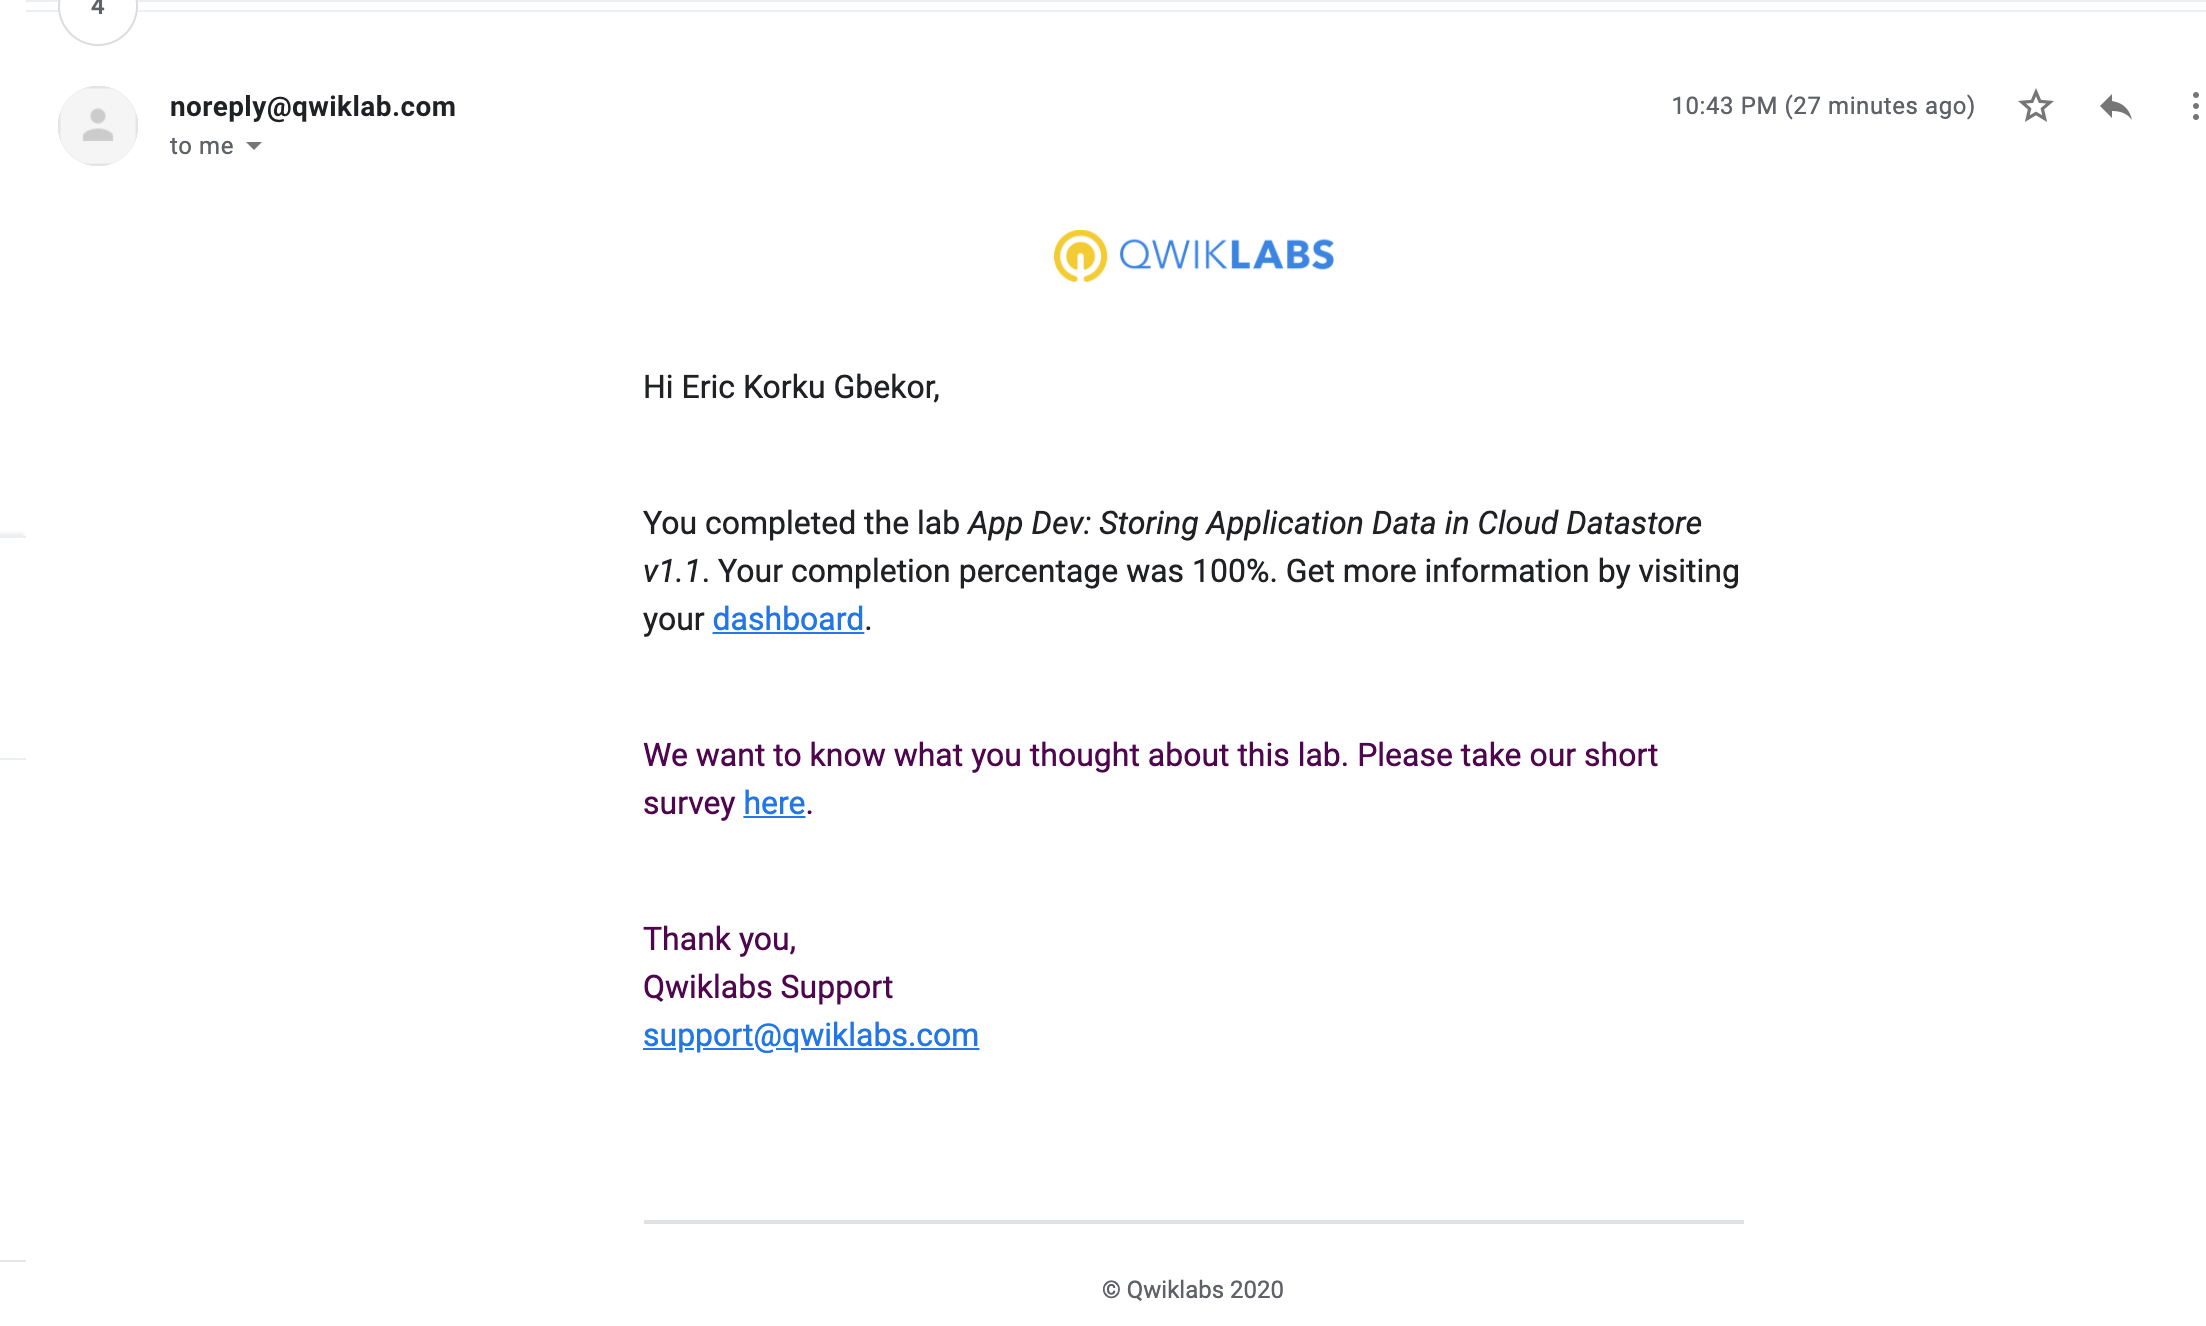 4
noreply@qwiklab.com
10:43 PM (27 minutes ago)
to me
QWIKLABS
Hi Eric Korku Gbekor,
You completed the lab App Dev: Storing Application Data in Cloud Datastore
v1.1. Your completion percentage was 100%. Get more information by visiting
your dashboard.
We want to know what you thought about this lab. Please take our short
survey here.
Thank you,
Qwiklabs Support
support@qwiklabs.com
© Qwiklabs 2020